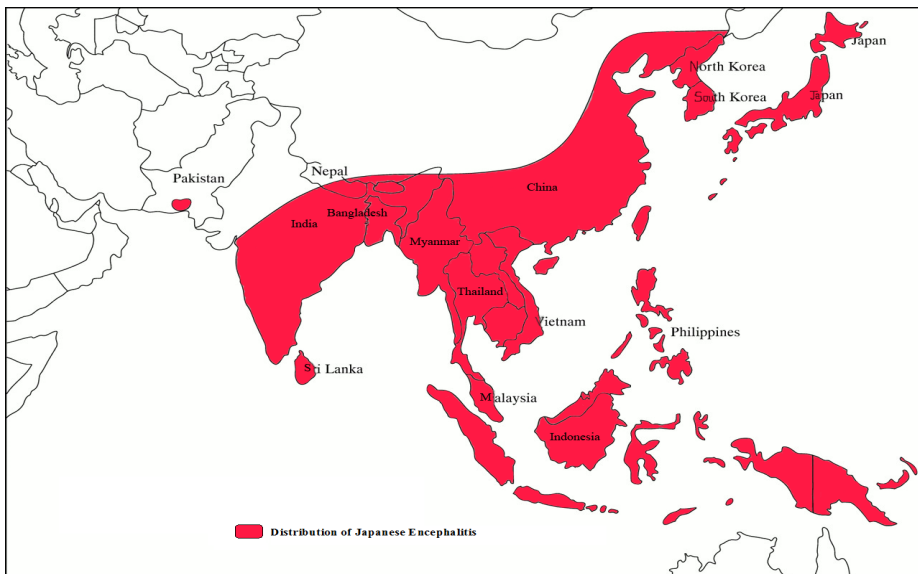 Japan
North Korea
South Korea
Japan
Nepal
Pakistan
China
Bangladesh
India
Myanmar
Thailand
Vietnam
Philippines
Sri Lanka
Malaysia
Indonesia
Distribution of Japanese Encephalitis